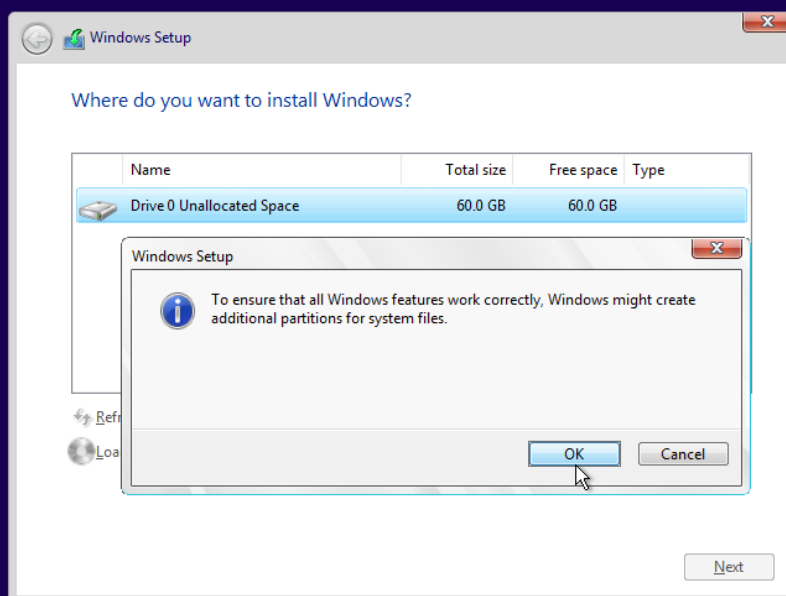 Windows Setup
Where do you want to install Windows?
Name Total size Free space Type
Drive 0 Unallocated Space 60.0 GB 60.0 GB
Windows Setup
To ensure that all Windows features work correctly, Windows might create
additional partitions for system files.
Refr
Loa
OK Cancel
Next